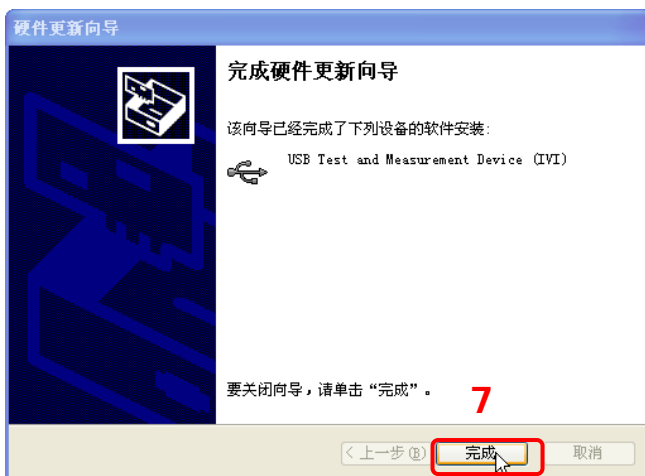 硬件更新向导
完成硬件更新向导
该向导已经完成了下列设备的软件安装:
USB Test and Measurement Device (IVI)
要关闭向导，请单击“完成”。
7
< 上一步(B)
完成
取消